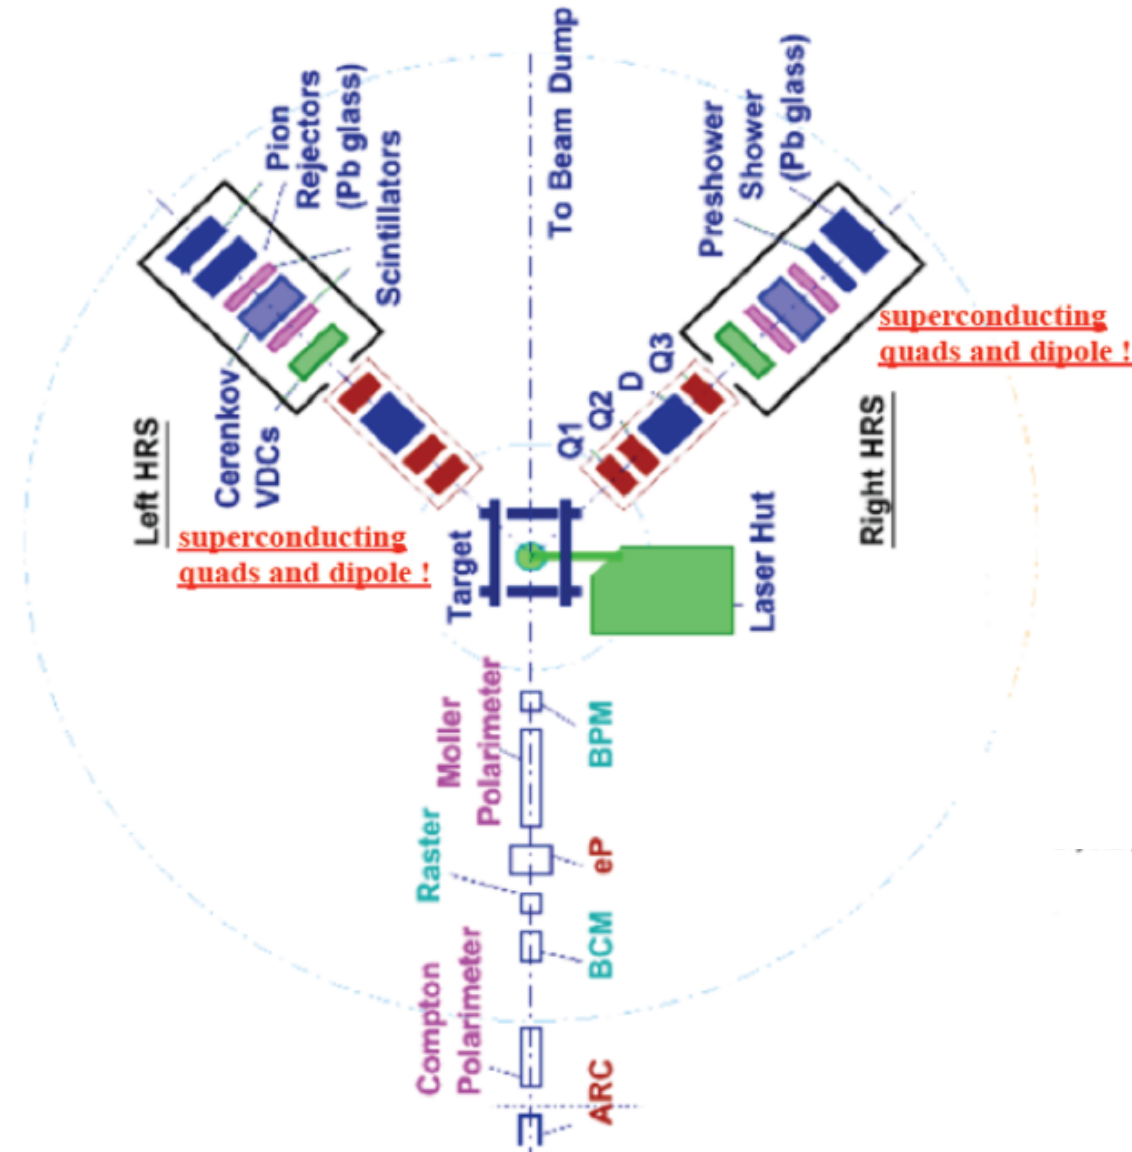 To Beam Dump
Pion
Rejectors
(Pb glass)
Scintillators
Preshower
Shower
(Pb glass)
superconducting
quads and dipole !
Cerenkov
VDCs
Left HRS
Q1
Q2
D
Q3
Right HRS
superconducting
quads and dipole !
Target
Laser Hut
Moller
Polarimeter
BPM
Raster
eP
BCM
Compton
Polarimeter
ARC